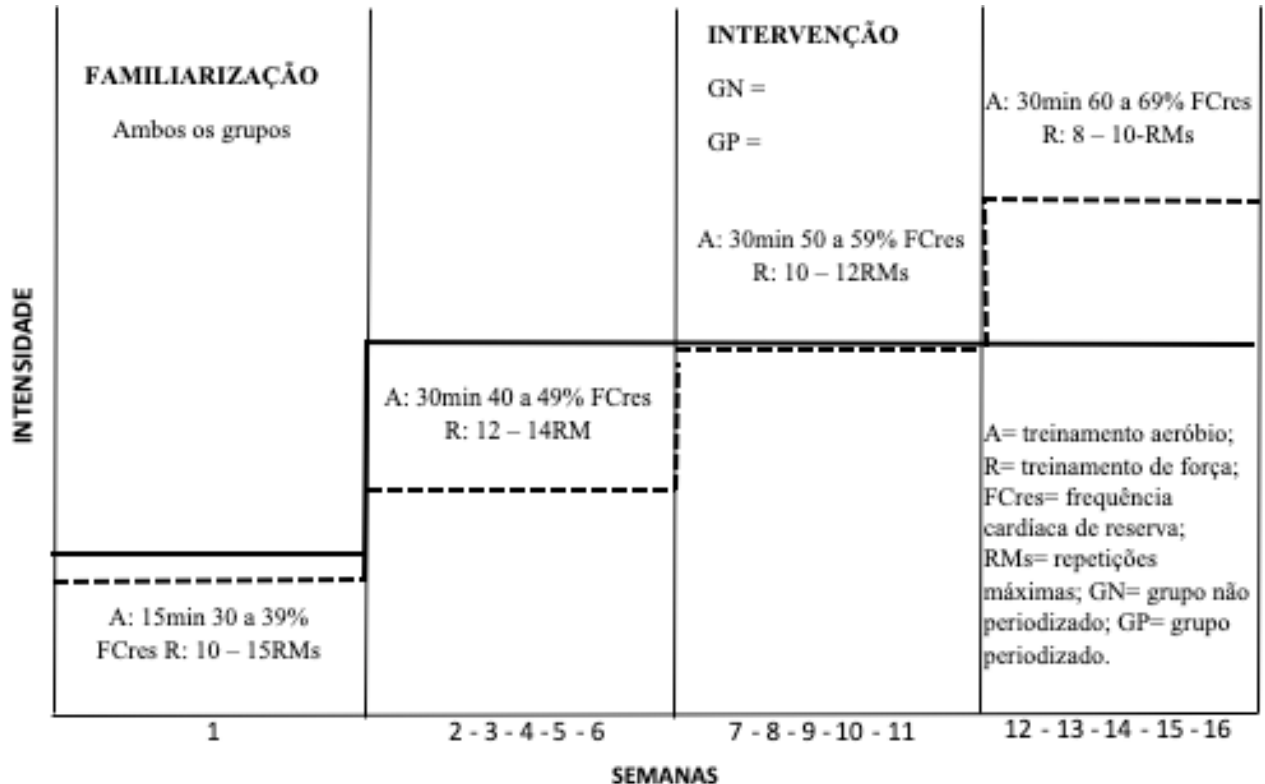 FAMILIARIZAÇÃO
Ambos os grupos
INTERVENÇÃO
GN =
GP =
A: 30min 60 a 69% FCres
R: 8 – 10-RMs
A: 30min 50 a 59% FCres
R: 10 – 12RMs
A: 30min 40 a 49% FCres
R: 12 – 14RM
A: 15min 30 a 39%
FCres R: 10 – 15RMs
A= treinamento aeróbio;
R= treinamento de força;
FCres= frequência
cardíaca de reserva;
RMs= repetições
máximas; GN= grupo não
periodizado; GP= grupo
periodizado.
INTENSIDADE
1
2 - 3 - 4 - 5 - 6
7 - 8 - 9 - 10 - 11
12 - 13 - 14 - 15 - 16
SEMANAS